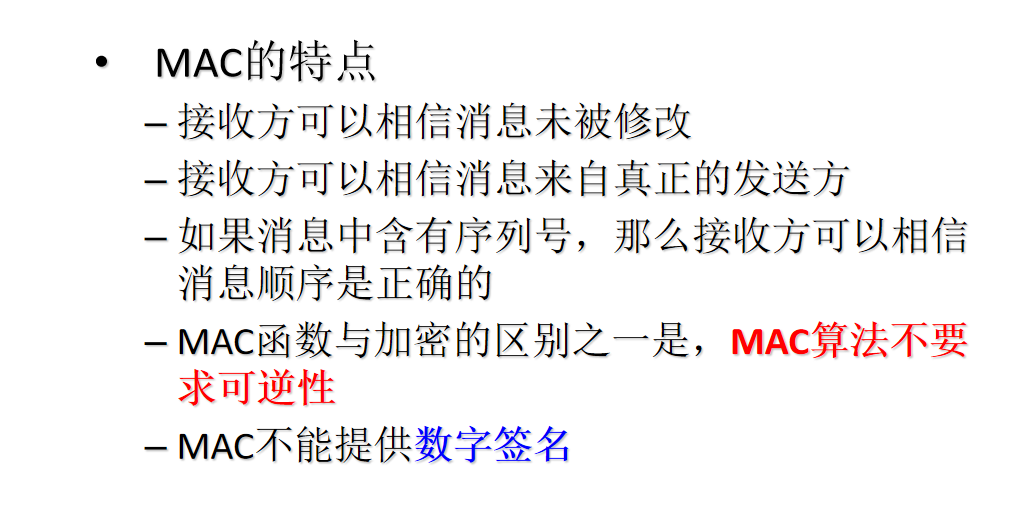 • MAC的特点
– 接收方可以相信消息未被修改
– 接收方可以相信消息来自真正的发送方
– 如果消息中含有序列号，那么接收方可以相信
消息顺序是正确的
– MAC函数与加密的区别之一是，MAC算法不要
求可逆性
– MAC不能提供数字签名